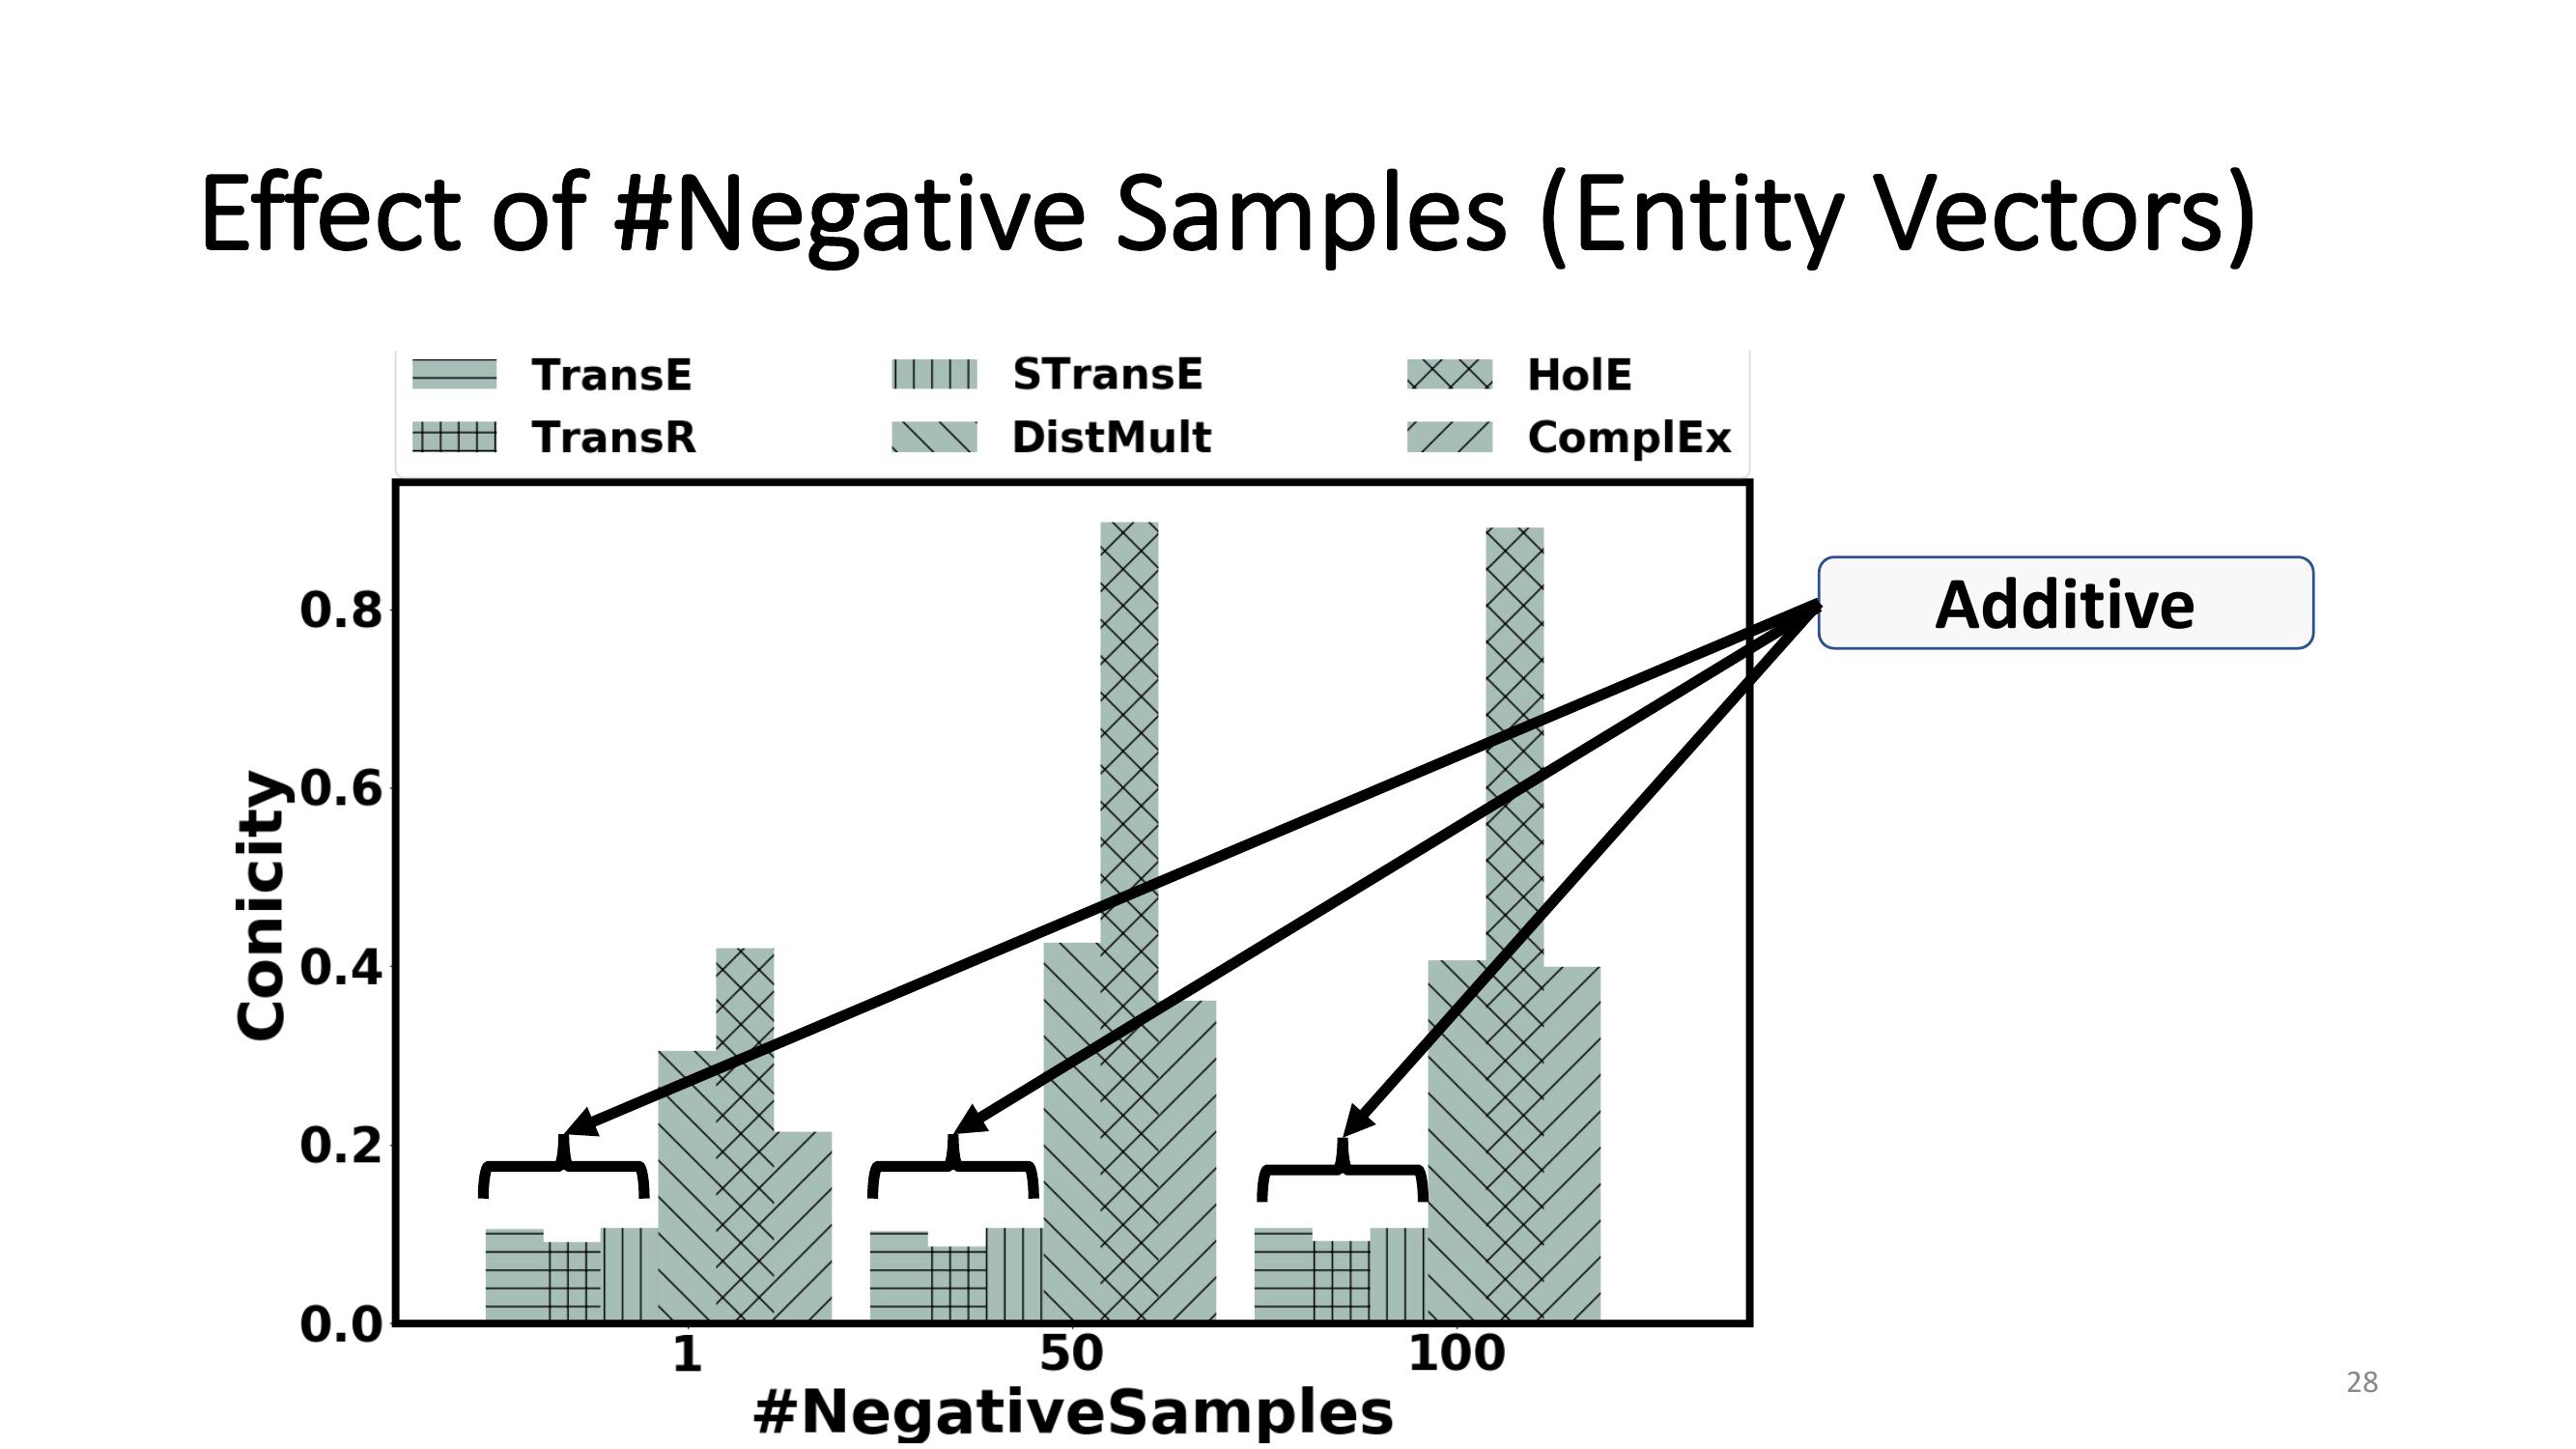 Effect of #Negative Samples (Entity Vectors)
TransE STransE HolE
TransR DistMult ComplEx
Additive
0.8
0.6
0.4
0.2
0.0
Conicity
1 50 100
#NegativeSamples
28